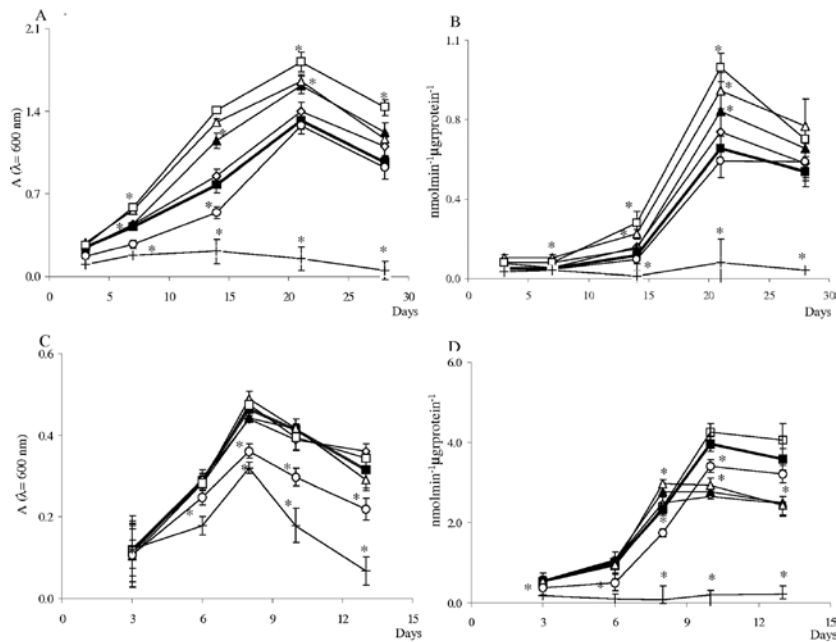 A
B
2.1
1.4
0.7
0.0
A (λ= 600 nm)
0 5 10 15 20 25 30
Days
1.1
0.8
0.4
0.0
nmolmin⁻¹µgrprotein⁻¹
0 5 10 15 20 25 30
Days
C
D
0.6
0.4
0.2
0.0
A (λ= 600 nm)
0 3 6 9 12 15
Days
6.0
4.0
2.0
0.0
nmolmin⁻¹µgrprotein⁻¹
0 3 6 9 12 15
Days